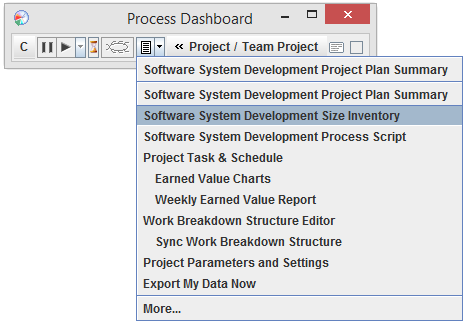 Process Dashboard
C « Project / Team Project
Software System Development Project Plan Summary
Software System Development Project Plan Summary
Software System Development Size Inventory
Software System Development Process Script
Project Task & Schedule
Earned Value Charts
Weekly Earned Value Report
Work Breakdown Structure Editor
Sync Work Breakdown Structure
Project Parameters and Settings
Export My Data Now
More...